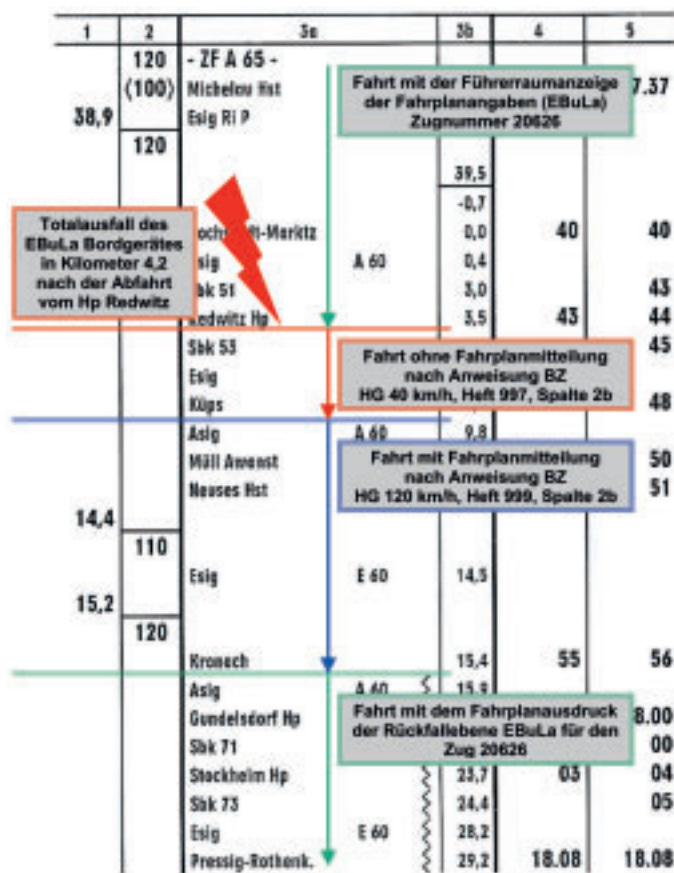 1 2 3a 3b 4 5
120 - ZF A 65 -
(100) Michelau Hst 7.37
38,9 Esig Ri P
120
39,5
-0,7
0,0 40 40
A 60 0,4
3,0 43
Redwitz Hp 3,5 43 44
Sbk 53 45
Esig
Küps 48
Asig A 60 9,8
Müll Awenst 50
Neuses Hst 51
14,4
110
Esig E 60 14,5
15,2
120
Kronach 15,4 55 56
Asig A 60 15,9
Gundelsdorf Hp 8.00
Sbk 71 00
Stockheim Hp 23,7 03 04
Sbk 73 24,4 05
Esig E 60 28,2
Pressig-Rothenk. 29,2 18.08 18.08
Fahrt mit der Führerraumanzeige
der Fahrplanangaben (EBuLa)
Zugnummer 20626
Totalausfall des
EBuLa Bordgerätes
in Kilometer 4,2
nach der Abfahrt
vom Hp Redwitz
Fahrt ohne Fahrplanmitteilung
nach Anweisung BZ
HG 40 km/h, Heft 997, Spalte 2b
Fahrt mit Fahrplanmitteilung
nach Anweisung BZ
HG 120 km/h, Heft 999, Spalte 2b
Fahrt mit dem Fahrplanausdruck
der Rückfallebene EBuLa für den
Zug 20626